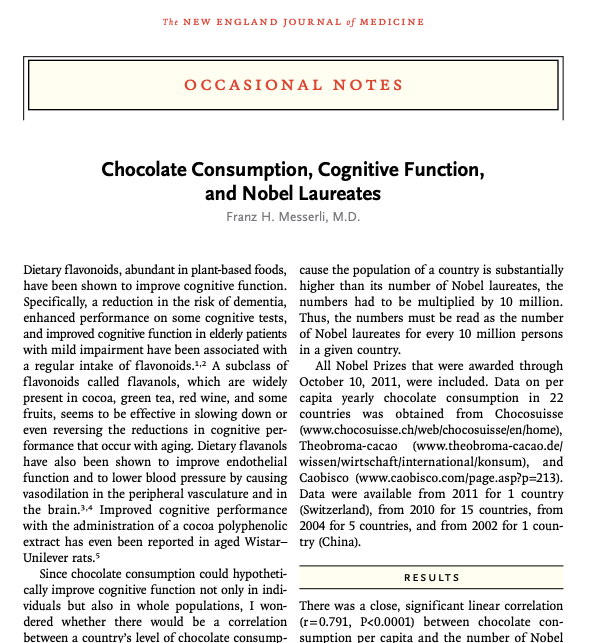 The NEW ENGLAND JOURNAL of MEDICINE
OCCASIONAL NOTES
Chocolate Consumption, Cognitive Function,
and Nobel Laureates
Franz H. Messerli, M.D.
Dietary flavonoids, abundant in plant-based foods,
have been shown to improve cognitive function.
Specifically, a reduction in the risk of dementia,
enhanced performance on some cognitive tests,
and improved cognitive function in elderly patients
with mild impairment have been associated with
a regular intake of flavonoids.¹,² A subclass of
flavonoids called flavanols, which are widely
present in cocoa, green tea, red wine, and some
fruits, seems to be effective in slowing down or
even reversing the reductions in cognitive per-
formance that occur with aging. Dietary flavanols
have also been shown to improve endothelial
function and to lower blood pressure by causing
vasodilation in the peripheral vasculature and in
the brain.³,⁴ Improved cognitive performance
with the administration of a cocoa polyphenolic
extract has even been reported in aged Wistar–
Unilever rats.⁵
Since chocolate consumption could hypotheti-
cally improve cognitive function not only in indi-
viduals but also in whole populations, I won-
dered whether there would be a correlation
between a country's level of chocolate consump-
cause the population of a country is substantially
higher than its number of Nobel laureates, the
numbers had to be multiplied by 10 million.
Thus, the numbers must be read as the number
of Nobel laureates for every 10 million persons
in a given country.
All Nobel Prizes that were awarded through
October 10, 2011, were included. Data on per
capita yearly chocolate consumption in 22
countries was obtained from Chocosuisse
(www.chocosuisse.ch/web/chocosuisse/en/home),
Theobroma-cacao (www.theobroma-cacao.de/
wissen/wirtschaft/international/konsum), and
Caobisco (www.caobisco.com/page.asp?p=213).
Data were available from 2011 for 1 country
(Switzerland), from 2010 for 15 countries, from
2004 for 5 countries, and from 2002 for 1 coun-
try (China).
RESULTS
There was a close, significant linear correlation
(r=0.791, P<0.0001) between chocolate con-
sumption per capita and the number of Nobel